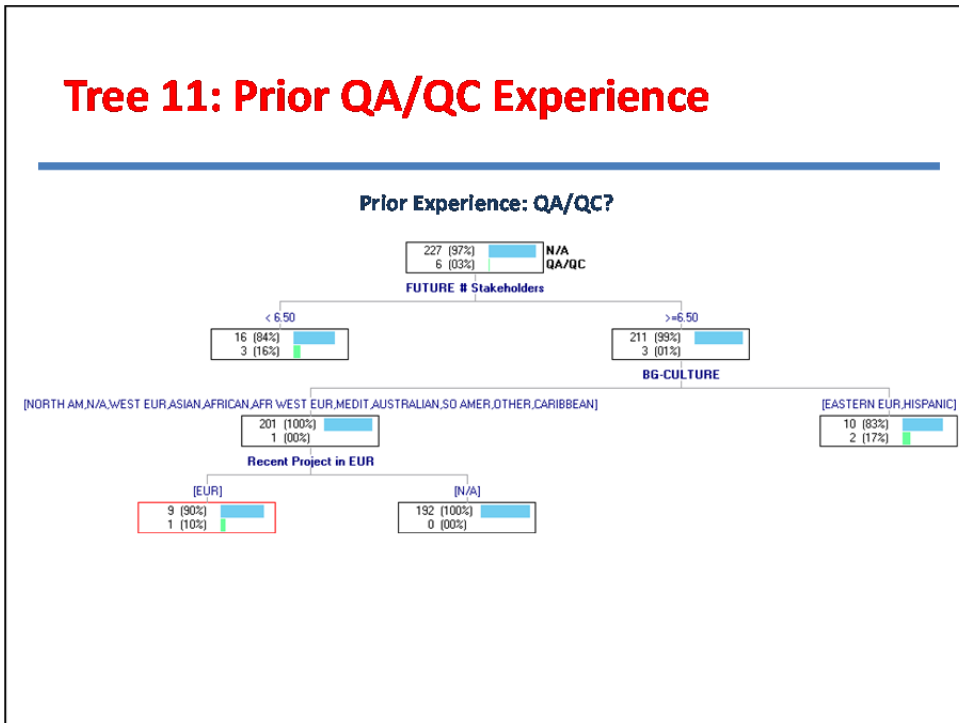 Tree 11: Prior QA/QC Experience
Prior Experience: QA/QC?
227 (97%) N/A
6 (03%) QA/QC
FUTURE # Stakeholders
< 6.50 >=6.50
16 (84%) 211 (99%)
3 (16%) 3 (01%)
BG-CULTURE
[NORTH AM,N/A,WEST EUR,ASIAN,AFRICAN,AFR WEST EUR,MEDIT,AUSTRALIAN,SO AMER,OTHER,CARIBBEAN] [EASTERN EUR,HISPANIC]
201 (100%) 10 (83%)
1 (00%) 2 (17%)
Recent Project in EUR
[EUR] [N/A]
9 (90%) 192 (100%)
1 (10%) 0 (00%)